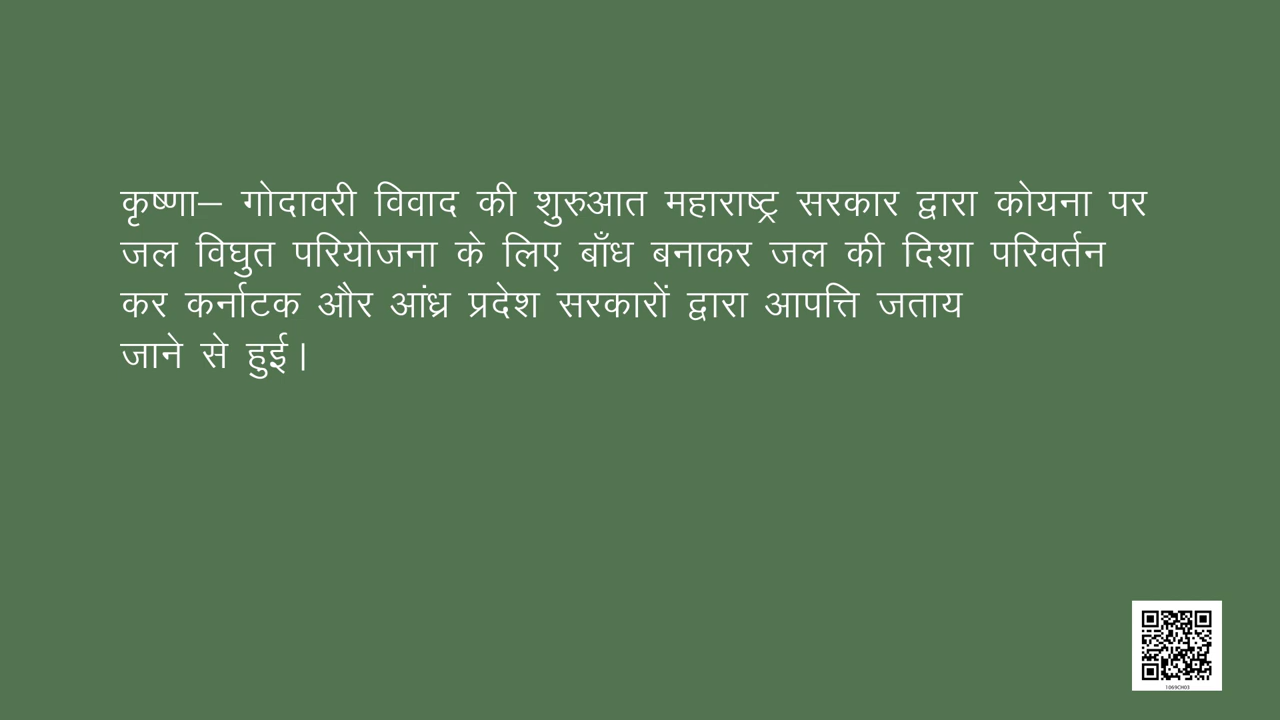 कृष्णा– गोदावरी विवाद की शुरुआत महाराष्ट्र सरकार द्वारा कोयना पर
जल विघुत परियोजना के लिए बाँध बनाकर जल की दिशा परिवर्तन
कर कर्नाटक और आंध्र प्रदेश सरकारों द्वारा आपत्ति जताय
जाने से हुई।
1069CH03